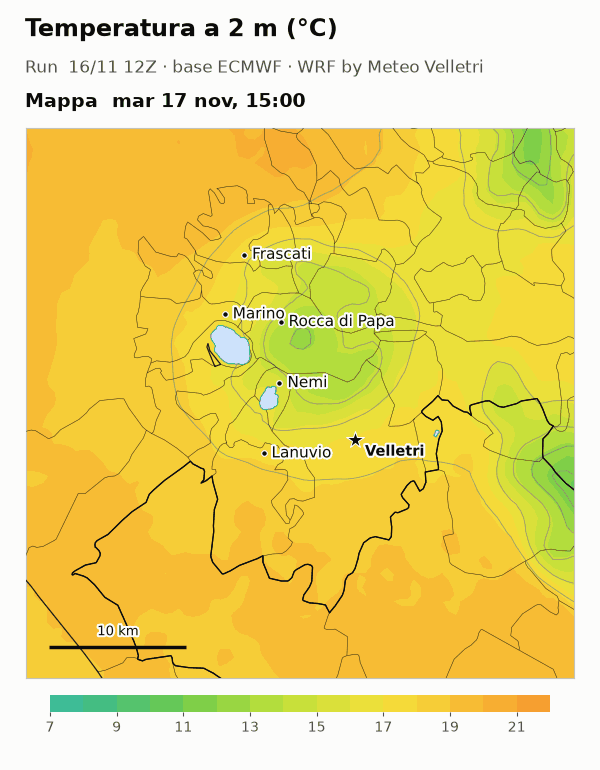 Temperatura a 2 m (°C)
Run  16/11 12Z · base ECMWF · WRF by Meteo Velletri
Mappa  mar 17 nov, 15:00
Frascati
Marino
Rocca di Papa
Nemi
Lanuvio
Velletri
10 km
7 9 11 13 15 17 19 21